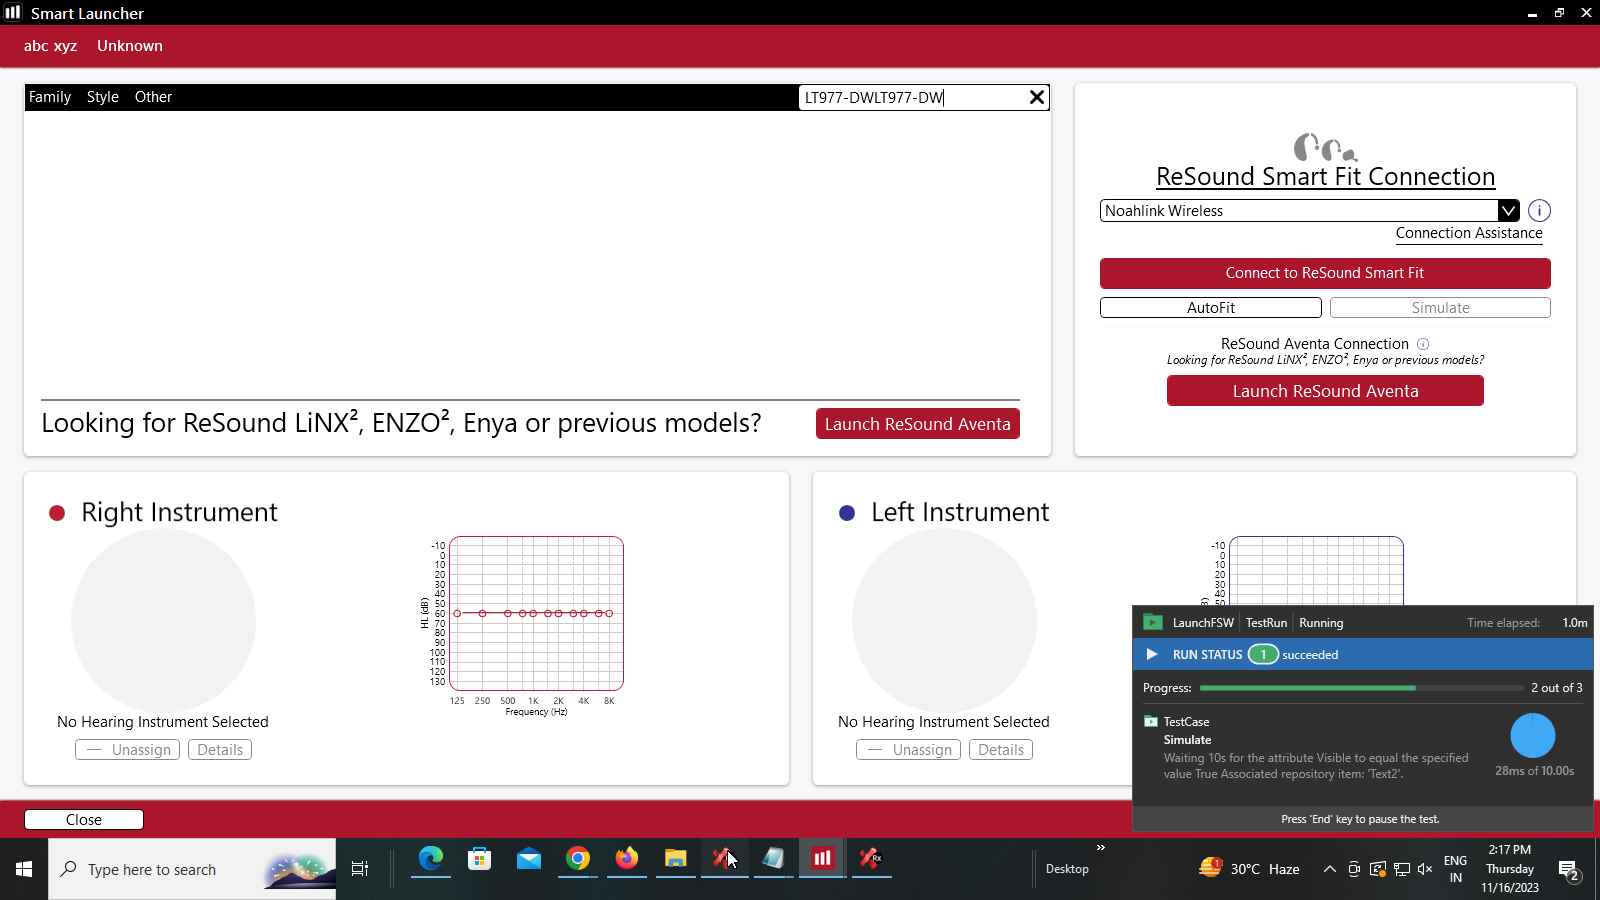 Smart Launcher
abc xyz Unknown
Family Style Other LT977-DWLT977-DW
Looking for ReSound LiNX², ENZO², Enya or previous models? Launch ReSound Aventa
ReSound Smart Fit Connection
Noahlink Wireless
Connection Assistance
Connect to ReSound Smart Fit
AutoFit Simulate
ReSound Aventa Connection
Looking for ReSound LiNX², ENZO², Enya or previous models?
Launch ReSound Aventa
Right Instrument
-10
0
10
20
30
40
50
60
70
80
90
100
110
120
130
HL (dB)
125 250 500 1K 2K 4K 8K
Frequency (Hz)
No Hearing Instrument Selected
Unassign Details
Left Instrument
-10
0
10
20
30
40
50
No Hearing Instrument Selected
Unassign Details
LaunchFSW TestRun Running Time elapsed: 1.0m
RUN STATUS 1 succeeded
Progress: 2 out of 3
TestCase
Simulate
Waiting 10s for the attribute Visible to equal the specified
value True Associated repository item: 'Text2'.
28ms of 10.00s
Press 'End' key to pause the test.
Close
Type here to search
Rx
Desktop
1
30°C Haze
ENG
IN
2:17 PM
Thursday
11/16/2023
2